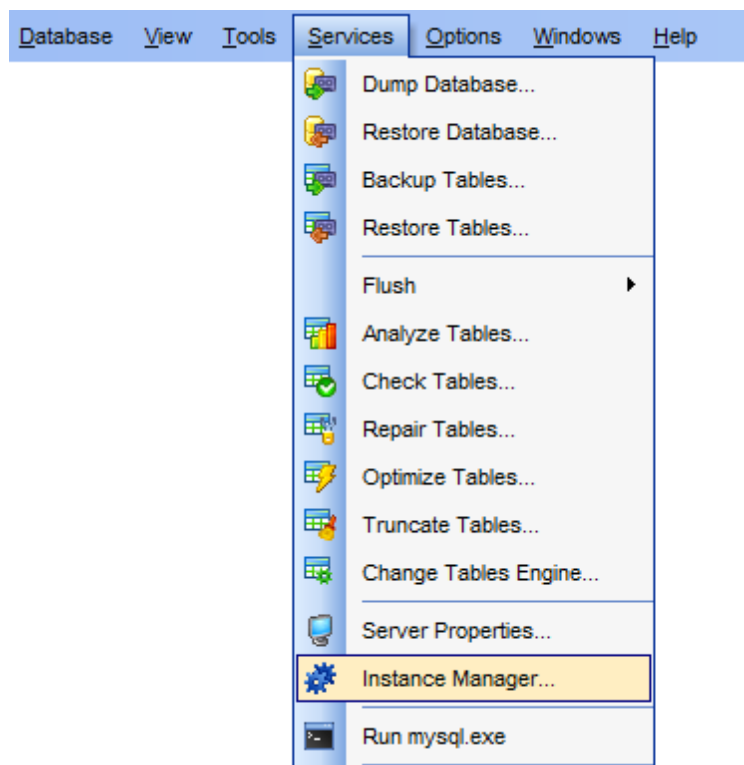 Database View Tools Services Options Windows Help
Dump Database...
Restore Database...
Backup Tables...
Restore Tables...
Flush
Analyze Tables...
Check Tables...
Repair Tables...
Optimize Tables...
Truncate Tables...
Change Tables Engine...
Server Properties...
Instance Manager...
Run mysql.exe